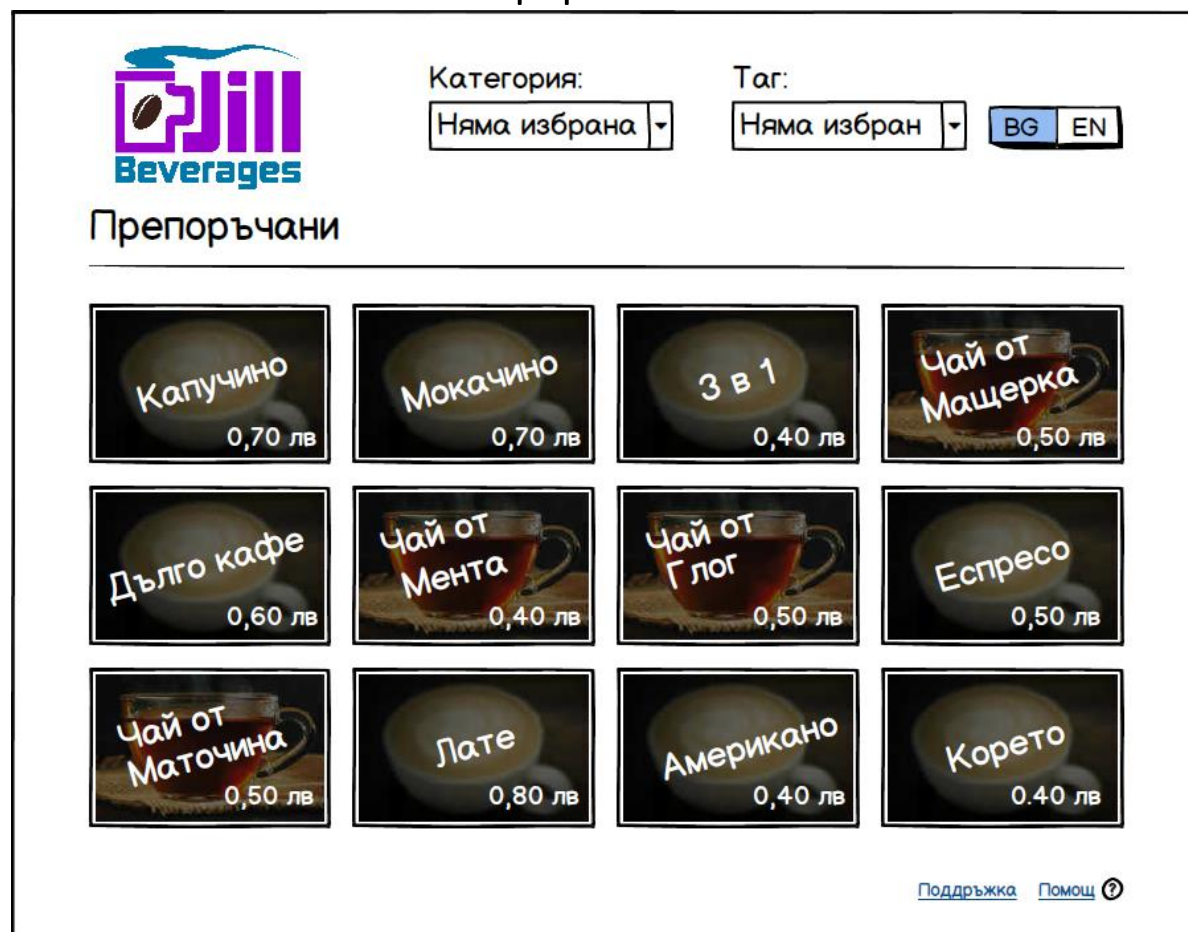 Jill
Beverages
Категория:
Няма избрана
Таг:
Няма избран
BG EN
Препоръчани
Капучино
0,70 лв
Мокачино
0,70 лв
3 в 1
0,40 лв
Чай от
Мащерка
0,50 лв
Дълго кафе
0,60 лв
Чай от
Мента
0,40 лв
Чай от
Глог
0,50 лв
Еспресо
0,50 лв
Чай от
Маточина
0,50 лв
Лате
0,80 лв
Американо
0,40 лв
Корето
0.40 лв
Поддръжка Помощ ?